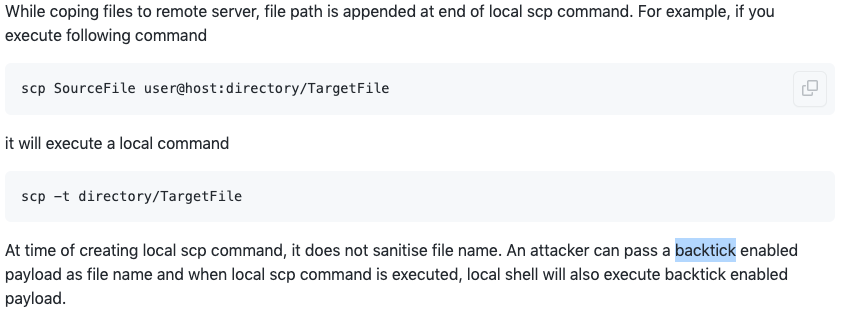 While coping files to remote server, file path is appended at end of local scp command. For example, if you
execute following command
scp SourceFile user@host:directory/TargetFile
it will execute a local command
scp -t directory/TargetFile
At time of creating local scp command, it does not sanitise file name. An attacker can pass a backtick enabled
payload as file name and when local scp command is executed, local shell will also execute backtick enabled
payload.